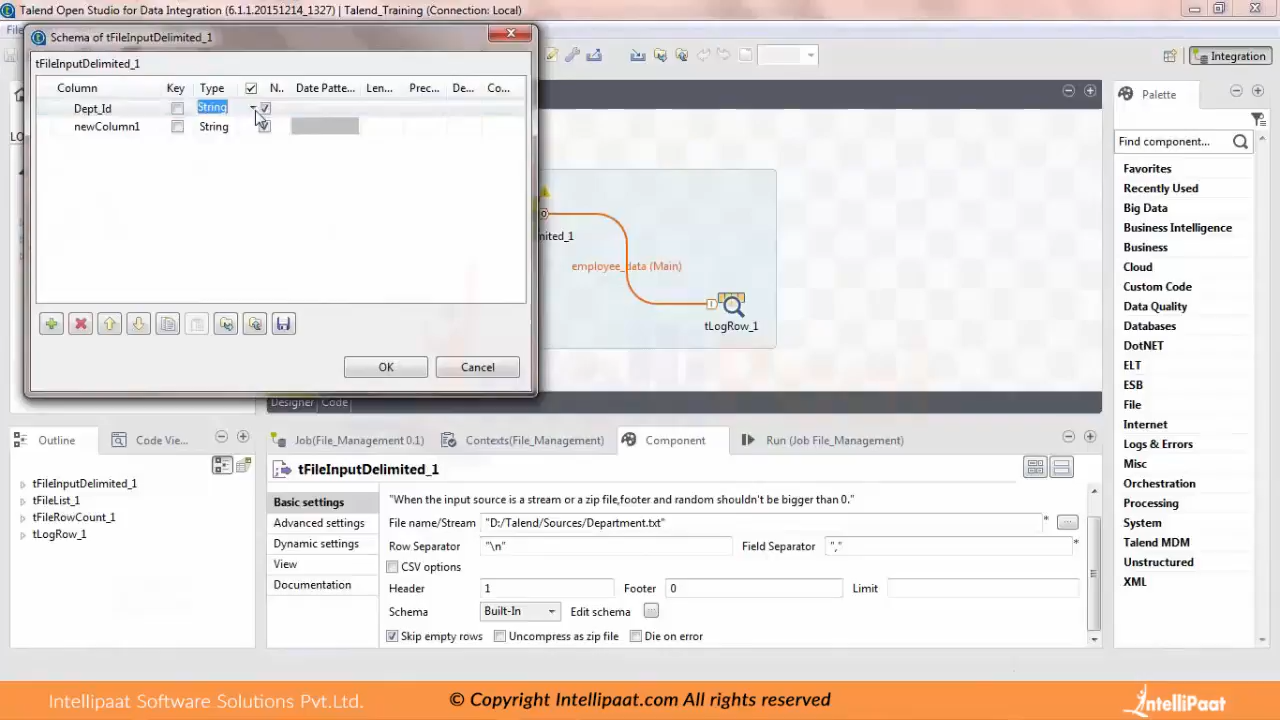 Talend Open Studio for Data Integration (6.1.1.20151214_1327) | Talend_Training (Connection: Local)
Schema of tFileInputDelimited_1
tFileInputDelimited_1
Column Key Type N.. Date Patte... Len... Prec... De... Co...
Dept_Id String
newColumn1 String
OK Cancel
Integration
Palette
Find component...
Favorites
Recently Used
Big Data
Business Intelligence
Business
Cloud
Custom Code
Data Quality
Databases
DotNET
ELT
ESB
File
Internet
Logs & Errors
Misc
Orchestration
Processing
System
Talend MDM
Unstructured
XML
employee_data (Main)
tLogRow_1
Designer Code
Outline Code Vie...
tFileInputDelimited_1
tFileList_1
tFileRowCount_1
tLogRow_1
Job(File_Management 0.1) Contexts(File_Management) Component Run (Job File_Management)
tFileInputDelimited_1
Basic settings
Advanced settings
Dynamic settings
View
Documentation
"When the input source is a stream or a zip file,footer and random shouldn't be bigger than 0."
File name/Stream "D:/Talend/Sources/Department.txt" * ...
Row Separator "\n" Field Separator "," *
CSV options
Header 1 Footer 0 Limit
Schema Built-In Edit schema ...
Skip empty rows Uncompress as zip file Die on error
Intellipaat Software Solutions Pvt.Ltd. © Copyright Intellipaat.com All rights reserved IntelliPaat